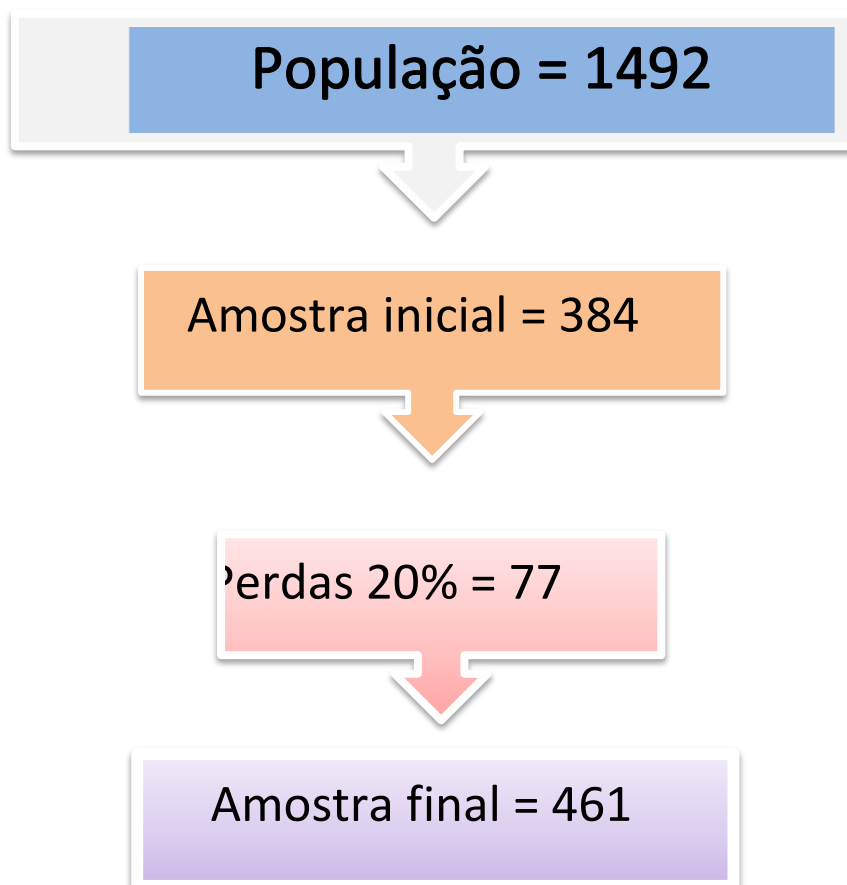 População = 1492
Amostra inicial = 384
Perdas 20% = 77
Amostra final = 461